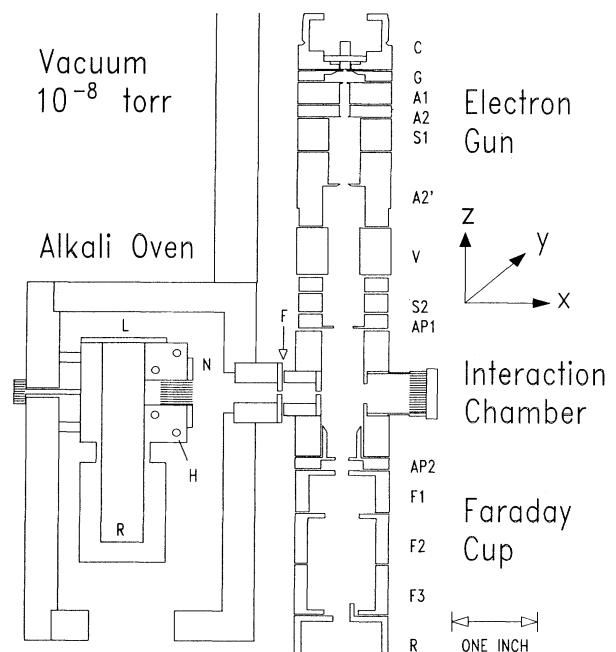 Vacuum
10⁻⁸ torr
Alkali Oven
L
F
N
H
R
C
G
A1
A2
S1
A2'
V
S2
AP1
AP2
F1
F2
F3
R
Electron
Gun
z
y
x
Interaction
Chamber
Faraday
Cup
ONE INCH